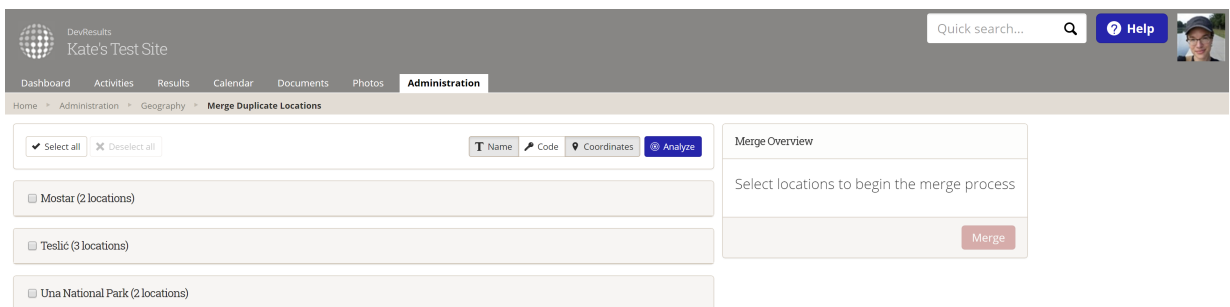 DevResults
Kate's Test Site
Quick search...
Help
Dashboard Activities Results Calendar Documents Photos Administration
Home Administration Geography Merge Duplicate Locations
Select all Deselect all Name Code Coordinates Analyze
Merge Overview
Select locations to begin the merge process
Merge
Mostar (2 locations)
Teslić (3 locations)
Una National Park (2 locations)